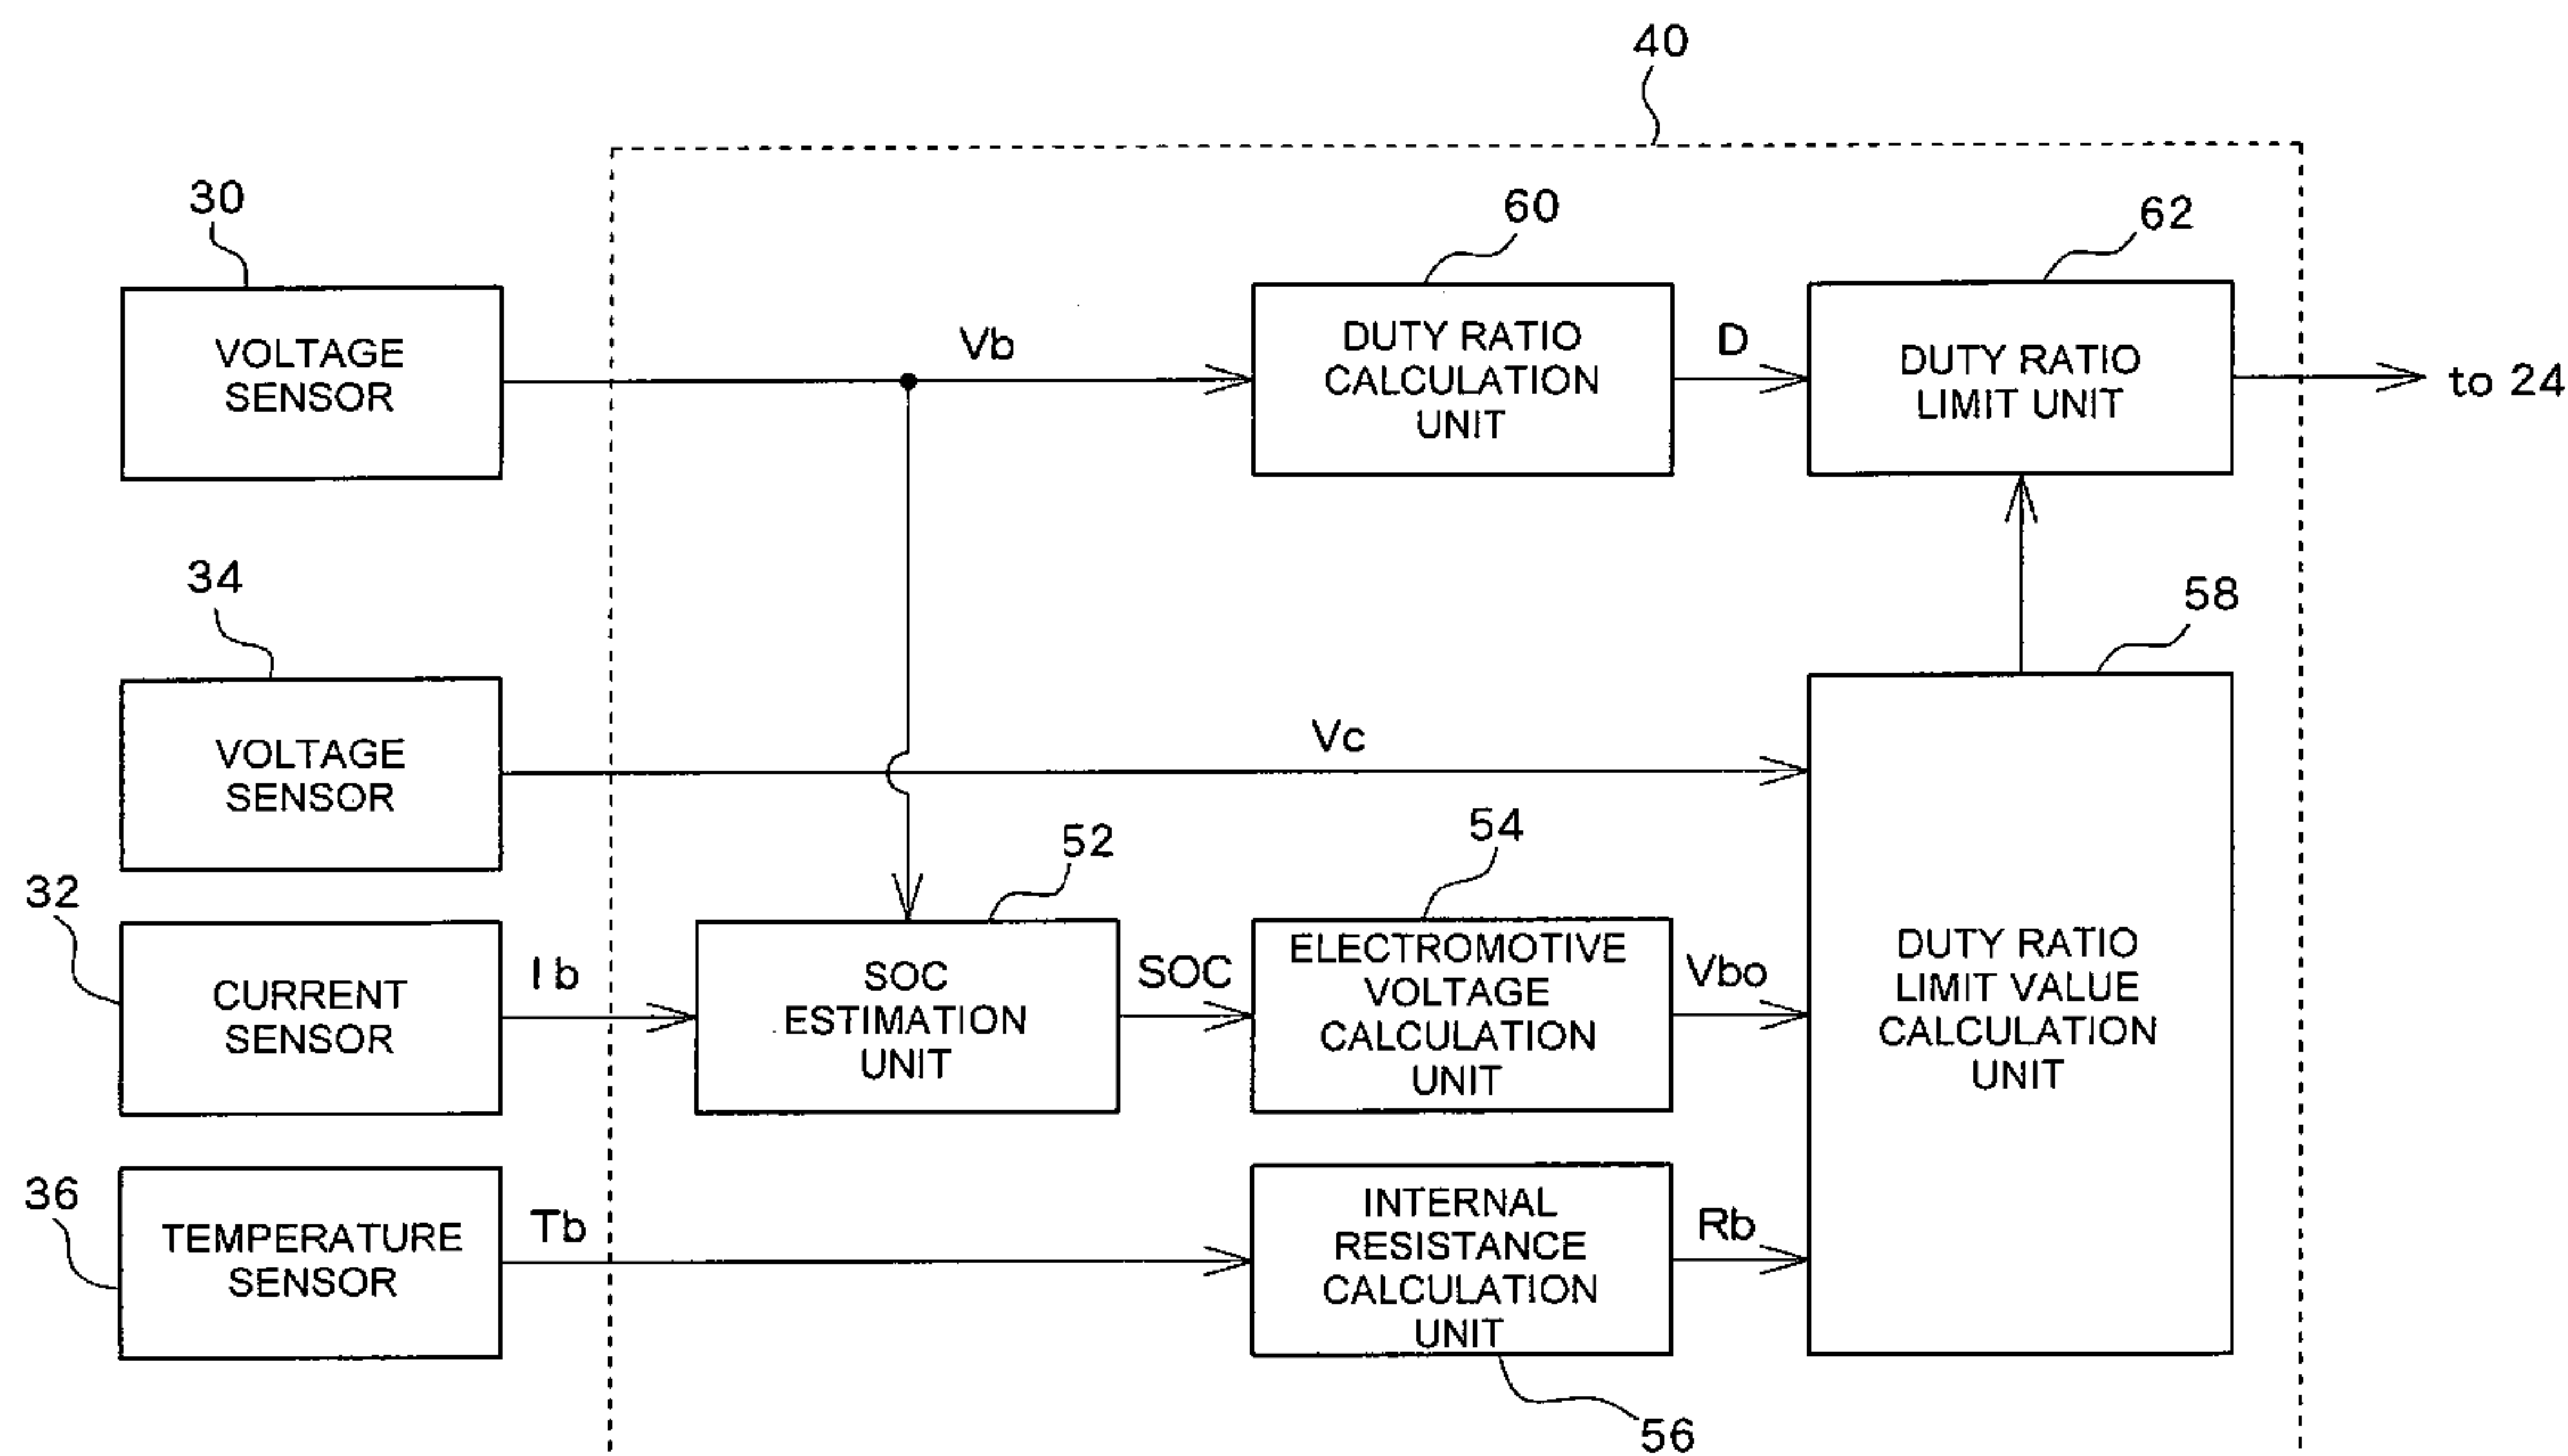 40
30
60
62
VOLTAGE
SENSOR
Vb
DUTY RATIO
CALCULATION
UNIT
D
DUTY RATIO
LIMIT UNIT
to 24
34
58
VOLTAGE
SENSOR
Vc
32
52
54
CURRENT
SENSOR
Ib
SOC
ESTIMATION
UNIT
SOC
ELECTROMOTIVE
VOLTAGE
CALCULATION
UNIT
Vbo
DUTY RATIO
LIMIT VALUE
CALCULATION
UNIT
36
TEMPERATURE
SENSOR
Tb
INTERNAL
RESISTANCE
CALCULATION
UNIT
Rb
56